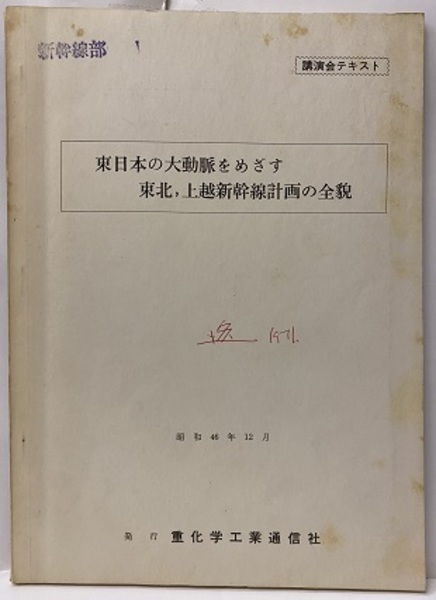 新幹線部
講演会テキスト
東日本の大動脈をめざす
東北,上越新幹線計画の全貌
昭和46年12月
発行 重化学工業通信社